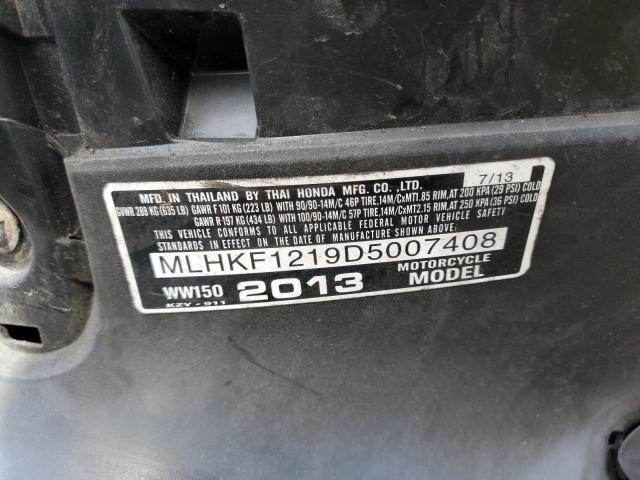 7/13
MFD. IN THAILAND BY THAI HONDA MFG. CO.,LTD.
GVWR 288 KG (635 LB) GAWR F 101 KG (223 LB) WITH 90/90-14M/C 46P TIRE,14M/CxMT1.85 RIM,AT 200 KPA (29 PSI) COLD
GAWR R 197 KG (434 LB) WITH 100/90-14M/C 57P TIRE,14M/CxMT2.15 RIM,AT 250 KPA (36 PSI) COLD
THIS VEHICLE CONFORMS TO ALL APPLICABLE FEDERAL MOTOR VEHICLE SAFETY
STANDARDS IN EFFECT ON THE DATE OF MANUFACTURE SHOWN ABOVE.
MLHKF1219D5007408
WW150 2013 MOTORCYCLE MODEL
KZY-911